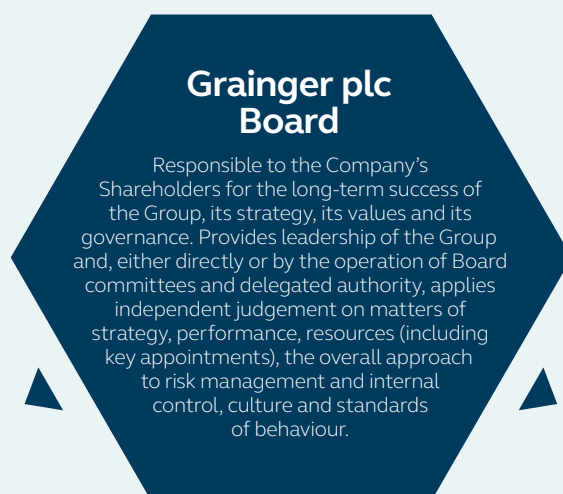 Grainger plc
Board
Responsible to the Company’s
Shareholders for the long-term success of
the Group, its strategy, its values and its
governance. Provides leadership of the Group
and, either directly or by the operation of Board
committees and delegated authority, applies
independent judgement on matters of
strategy, performance, resources (including
key appointments), the overall approach
to risk management and internal
control, culture and standards
of behaviour.